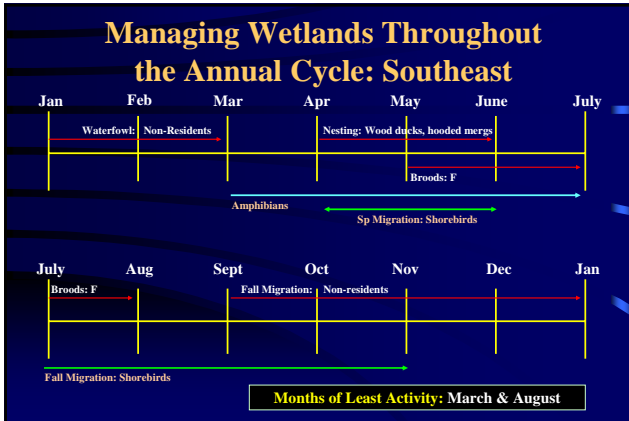 Managing Wetlands Throughout
the Annual Cycle: Southeast
Jan Feb Mar Apr May June July
Waterfowl: Non-Residents Nesting: Wood ducks, hooded mergs
Broods: F
Amphibians
Sp Migration: Shorebirds
July Aug Sept Oct Nov Dec Jan
Broods: F Fall Migration: Non-residents
Fall Migration: Shorebirds
Months of Least Activity: March & August